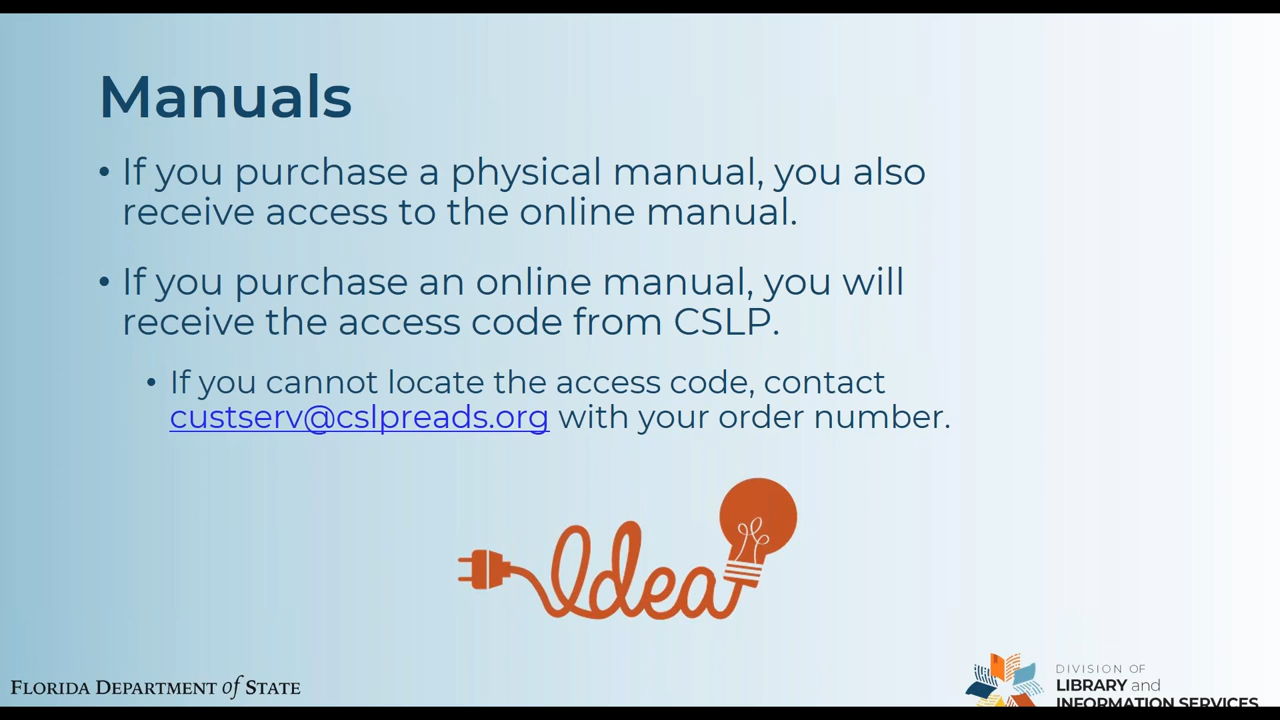 Manuals
• If you purchase a physical manual, you also
receive access to the online manual.
• If you purchase an online manual, you will
receive the access code from CSLP.
• If you cannot locate the access code, contact
custserv@cslpreads.org with your order number.
Idea
FLORIDA DEPARTMENT of STATE
DIVISION OF
LIBRARY and
INFORMATION SERVICES